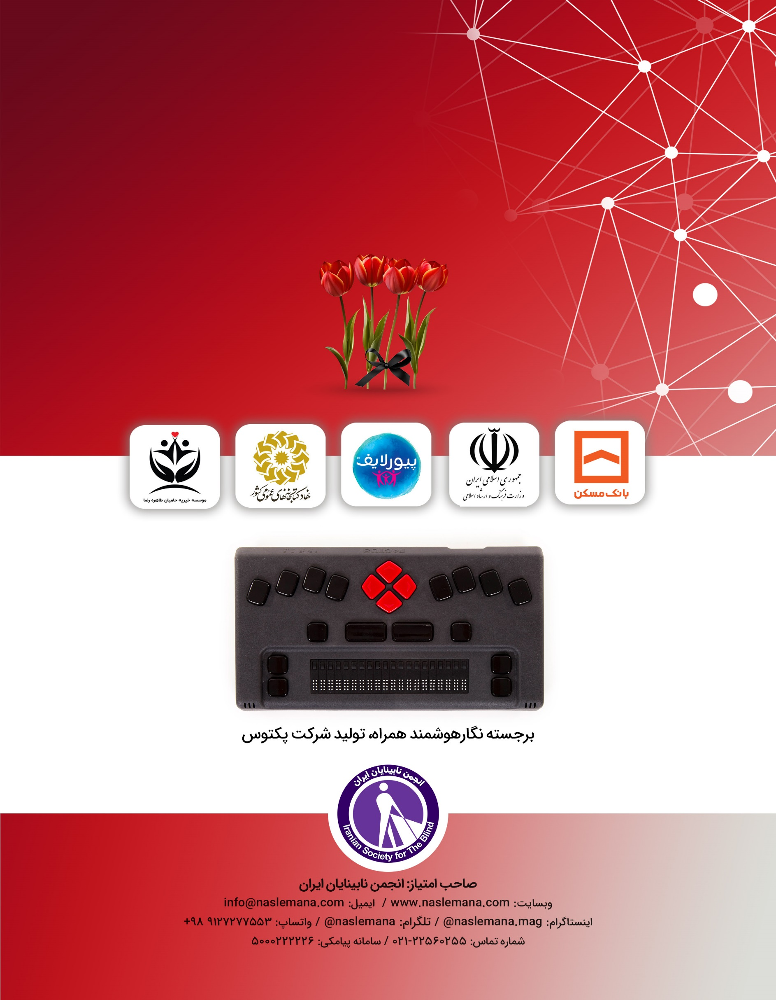 بانک مسکن
جمهوری اسلامی ایران
وزارت فرهنگ و ارشاد اسلامی
پیورلایف®
نهاد کتابخانه‌های عمومی کشور
موسسه خیریه حامیان طاهره رضا
برجسته نگارهوشمند همراه، تولید شرکت پکتوس
انجمن نابینایان ایران
Iranian Society for The Blind
صاحب امتیاز: انجمن نابینایان ایران
وبسایت: www.naslemana.com / ایمیل: info@naslemana.com
اینستاگرام: @naslemana.mag / تلگرام: @naslemana / واتساپ: ۹۱۲۷۲۷۷۵۵۳ ۹۸+
شماره تماس: ۰۲۱-۲۲۵۶۰۲۵۵ / سامانه پیامکی: ۵۰۰۰۲۲۲۲۲۶